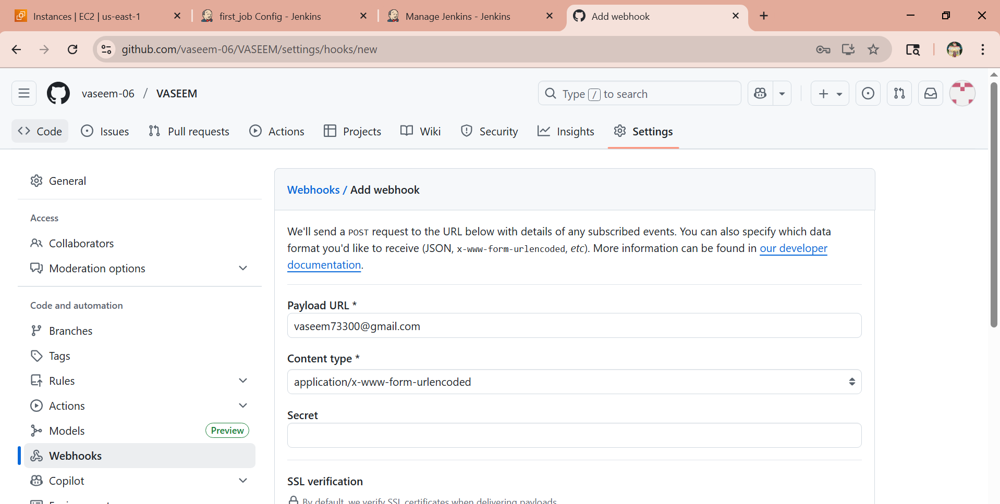 Instances | EC2 | us-east-1
first_job Config - Jenkins
Manage Jenkins - Jenkins
Add webhook
github.com/vaseem-06/VASEEM/settings/hooks/new
vaseem-06 / VASEEM
Type / to search
Code
Issues
Pull requests
Actions
Projects
Wiki
Security
Insights
Settings
General
Access
Collaborators
Moderation options
Code and automation
Branches
Tags
Rules
Actions
Models
Preview
Webhooks
Copilot
Webhooks / Add webhook
We'll send a POST request to the URL below with details of any subscribed events. You can also specify which data
format you'd like to receive (JSON, x-www-form-urlencoded, etc). More information can be found in our developer
documentation.
Payload URL *
vaseem73300@gmail.com
Content type *
application/x-www-form-urlencoded
Secret
SSL verification
By default, we verify SSL certificates when delivering payloads.